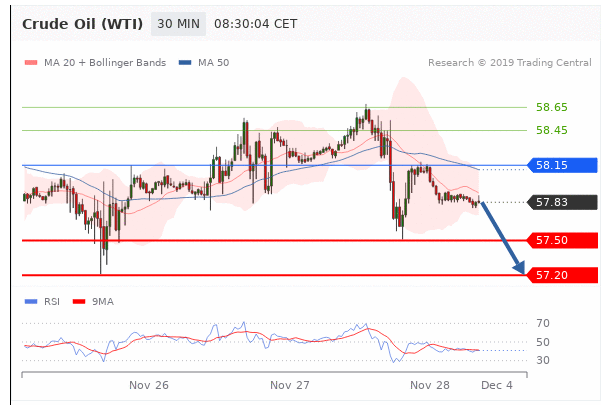 Crude Oil (WTI) 30 MIN 08:30:04 CET
MA 20 + Bollinger Bands MA 50 Research © 2019 Trading Central
58.65
58.45
58.15
57.83
57.50
57.20
RSI 9MA
70
50
30
Nov 26 Nov 27 Nov 28 Dec 4